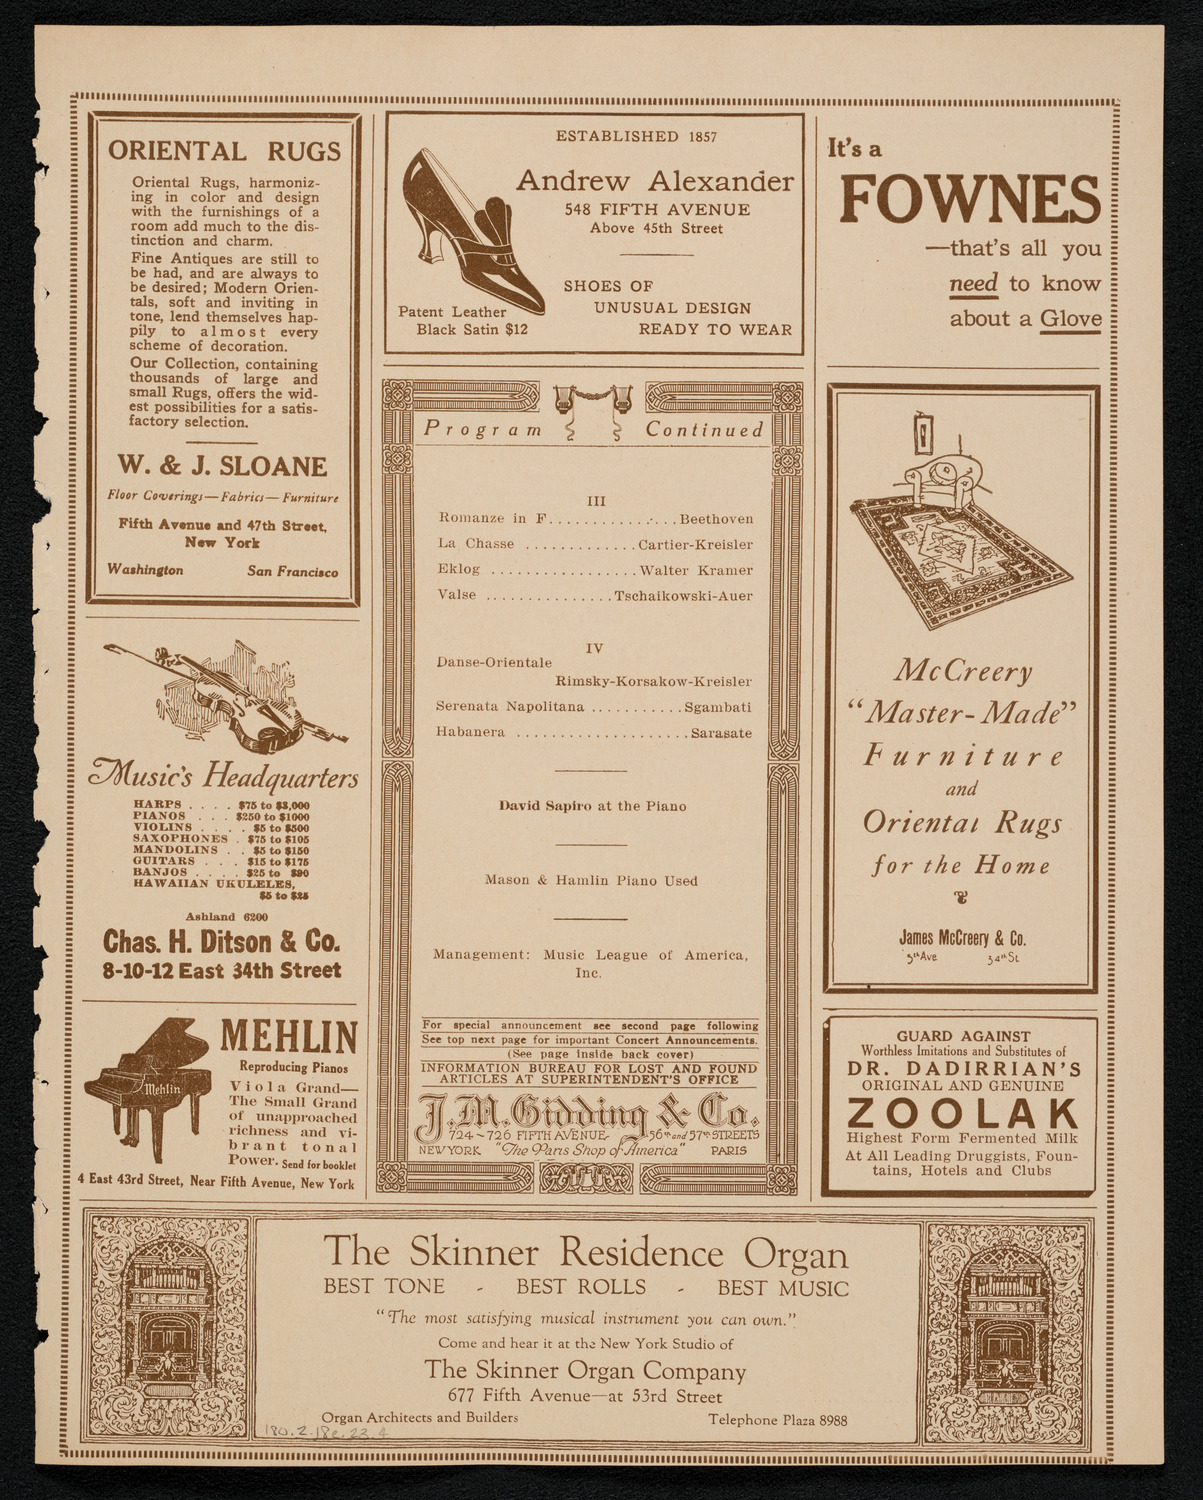 ORIENTAL RUGS
Oriental Rugs, harmoniz-
ing in color and design
with the furnishings of a
room add much to the dis-
tinction and charm.
Fine Antiques are still to
be had, and are always to
be desired; Modern Orien-
tals, soft and inviting in
tone, lend themselves hap-
pily to almost every
scheme of decoration.
Our Collection, containing
thousands of large and
small Rugs, offers the wid-
est possibilities for a satis-
factory selection.
W. & J. SLOANE
Floor Coverings—Fabrics—Furniture
Fifth Avenue and 47th Street,
New York
Washington San Francisco
Music's Headquarters
HARPS . . . . $75 to $3,000
PIANOS . . . $250 to $1000
VIOLINS . . . . $5 to $500
SAXOPHONES . $75 to $105
MANDOLINS . . $5 to $150
GUITARS . . . $15 to $175
BANJOS . . . . $25 to $90
HAWAIIAN UKULELES,
$5 to $25
Ashland 6200
Chas. H. Ditson & Co.
8-10-12 East 34th Street
Mehlin
MEHLIN
Reproducing Pianos
Viola Grand—
The Small Grand
of unapproached
richness and vi-
brant tonal
Power. Send for booklet
4 East 43rd Street, Near Fifth Avenue, New York
ESTABLISHED 1857
Andrew Alexander
548 FIFTH AVENUE
Above 45th Street
SHOES OF
UNUSUAL DESIGN
READY TO WEAR
Patent Leather
Black Satin $12
Program Continued
III
Romanze in F..............Beethoven
La Chasse ............Cartier-Kreisler
Eklog ................Walter Kramer
Valse .............Tschaikowski-Auer
IV
Danse-Orientale
Rimsky-Korsakow-Kreisler
Serenata Napolitana ..........Sgambati
Habanera ...................Sarasate
David Sapiro at the Piano
Mason & Hamlin Piano Used
Management: Music League of America,
Inc.
For special announcement see second page following
See top next page for important Concert Announcements.
(See page inside back cover)
INFORMATION BUREAU FOR LOST AND FOUND
ARTICLES AT SUPERINTENDENT'S OFFICE
J.M. Gidding & Co.
724-726 FIFTH AVENUE 56th and 57th STREETS
NEW YORK "The Paris Shop of America" PARIS
It's a
FOWNES
—that's all you
need to know
about a Glove
McCreery
"Master-Made"
Furniture
and
Oriental Rugs
for the Home
James McCreery & Co.
5th Ave 34th St.
GUARD AGAINST
Worthless Imitations and Substitutes of
DR. DADIRRIAN'S
ORIGINAL AND GENUINE
ZOOLAK
Highest Form Fermented Milk
At All Leading Druggists, Foun-
tains, Hotels and Clubs
The Skinner Residence Organ
BEST TONE - BEST ROLLS - BEST MUSIC
"The most satisfying musical instrument you can own."
Come and hear it at the New York Studio of
The Skinner Organ Company
677 Fifth Avenue—at 53rd Street
Organ Architects and Builders Telephone Plaza 8988